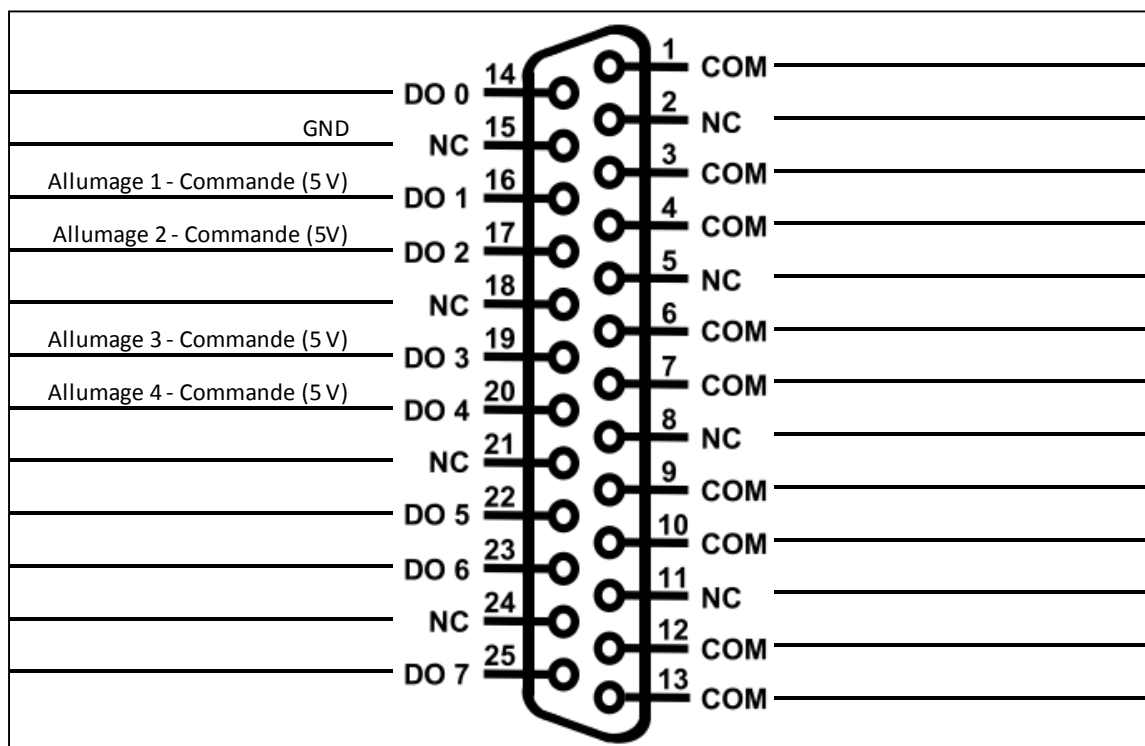 1 COM
14 DO 0
2 NC
GND
15 NC
3 COM
Allumage 1 - Commande (5 V)
16 DO 1
4 COM
Allumage 2 - Commande (5V)
17 DO 2
5 NC
18 NC
6 COM
Allumage 3 - Commande (5 V)
19 DO 3
7 COM
Allumage 4 - Commande (5 V)
20 DO 4
8 NC
21 NC
9 COM
22 DO 5
10 COM
23 DO 6
11 NC
24 NC
12 COM
25 DO 7
13 COM